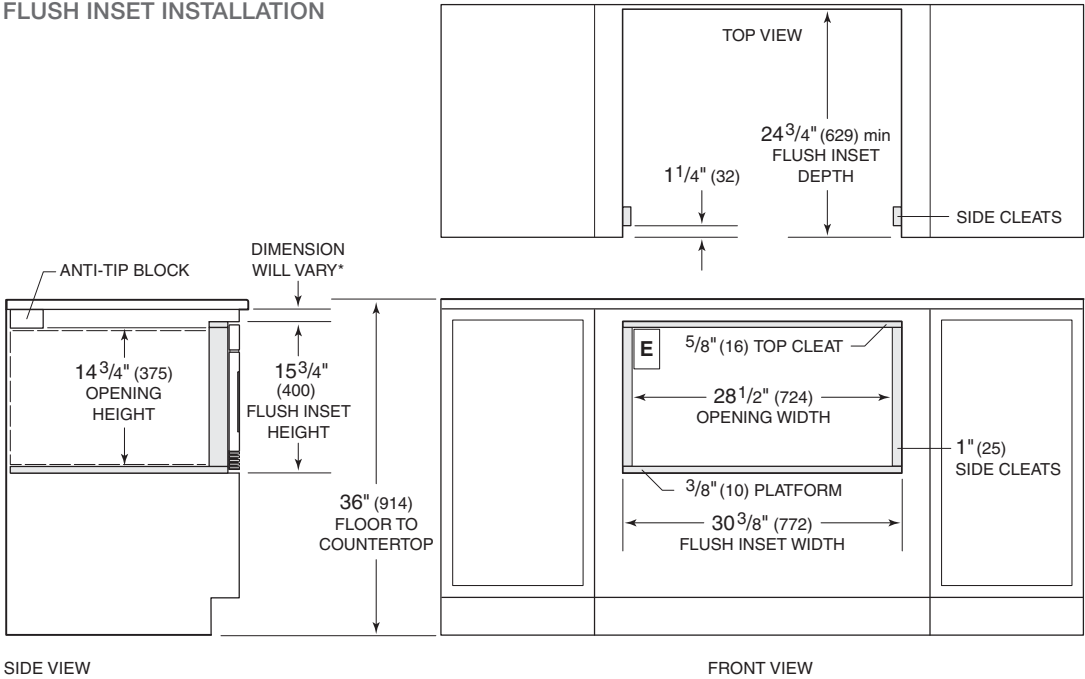 FLUSH INSET INSTALLATION
TOP VIEW
24 3/4" (629) min
FLUSH INSET
DEPTH
1 1/4" (32)
SIDE CLEATS
ANTI-TIP BLOCK
DIMENSION
WILL VARY*
14 3/4" (375)
OPENING
HEIGHT
15 3/4"
(400)
FLUSH INSET
HEIGHT
36" (914)
FLOOR TO
COUNTERTOP
E
5/8" (16) TOP CLEAT
28 1/2" (724)
OPENING WIDTH
1" (25)
SIDE CLEATS
3/8" (10) PLATFORM
30 3/8" (772)
FLUSH INSET WIDTH
SIDE VIEW
FRONT VIEW